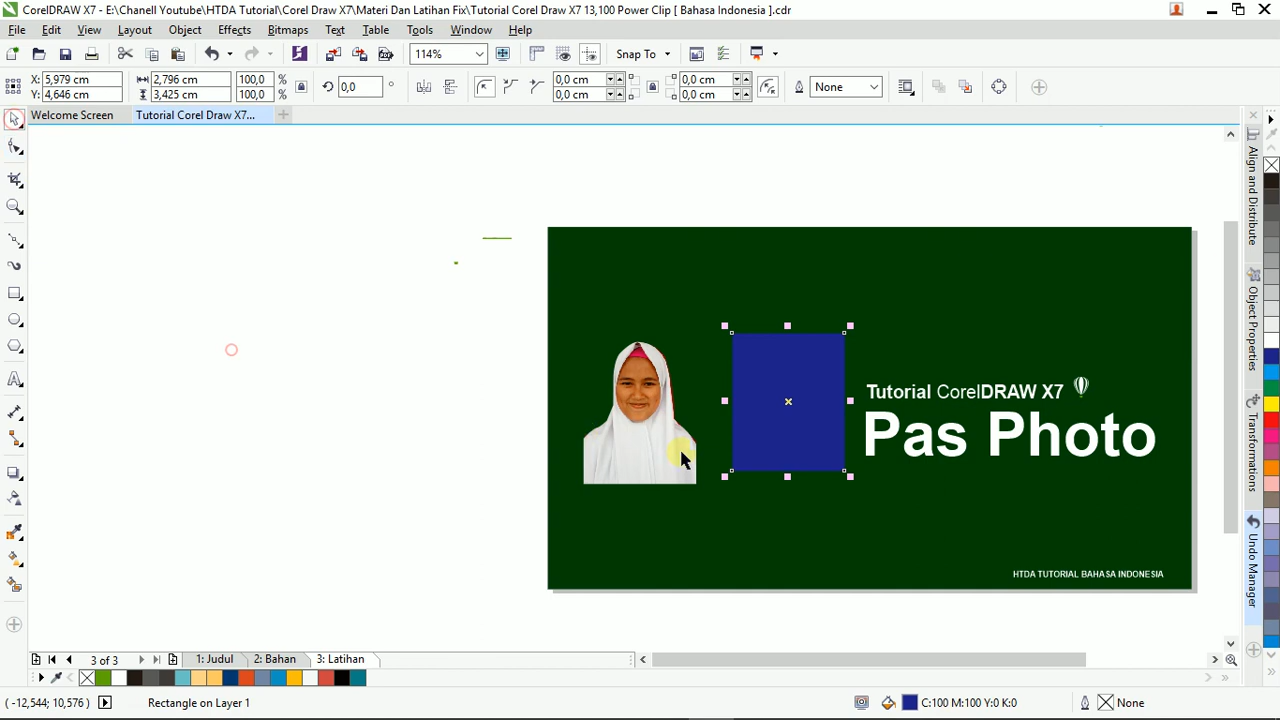 CorelDRAW X7 - E:\Chanell Youtube\HTDA Tutorial\Corel Draw X7\Materi Dan Latihan Fix\Tutorial Corel Draw X7 13,100 Power Clip [ Bahasa Indonesia ].cdr
File Edit View Layout Object Effects Bitmaps Text Table Tools Window Help
114% Snap To
X: 5,979 cm 2,796 cm 100,0 % 0,0 ° 0,0 cm 0,0 cm None
Y: 4,646 cm 3,425 cm 100,0 % 0,0 cm 0,0 cm
Welcome Screen Tutorial Corel Draw X7...
Align and Distribute
Object Properties
Transformations
Undo Manager
Tutorial CorelDRAW X7
Pas Photo
HTDA TUTORIAL BAHASA INDONESIA
3 of 3 1: Judul 2: Bahan 3: Latihan
( -12,544; 10,576 ) Rectangle on Layer 1 C:100 M:100 Y:0 K:0 None